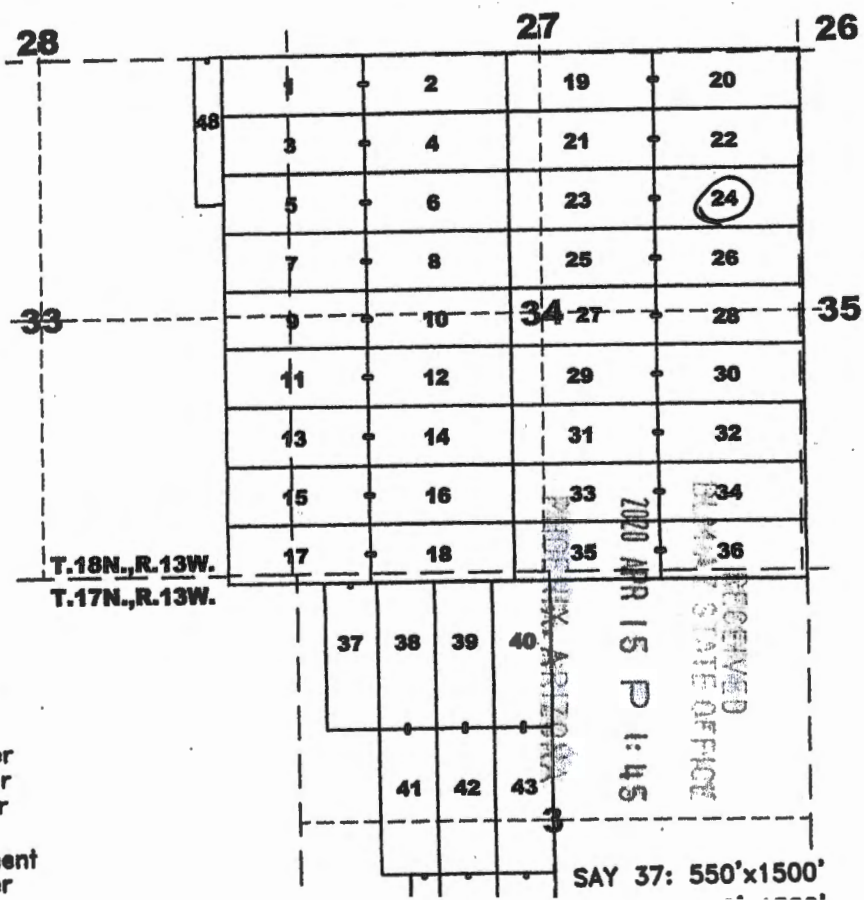 28 27 26
1 2 19 20
48
3 4 21 22
5 6 23 24
7 8 25 26
33 9 10 34 27 28 35
11 12 29 30
13 14 31 32
15 16 33 34
17 18 35 36
T.18N.,R.13W.
T.17N.,R.13W.
37 38 39 40
41 42 43
3
RECEIVED
STATE OFFICE
2020 APR 15 P 1:45
PHOENIX, ARIZONA
er
r
r
ent
er
SAY 37: 550'x1500'